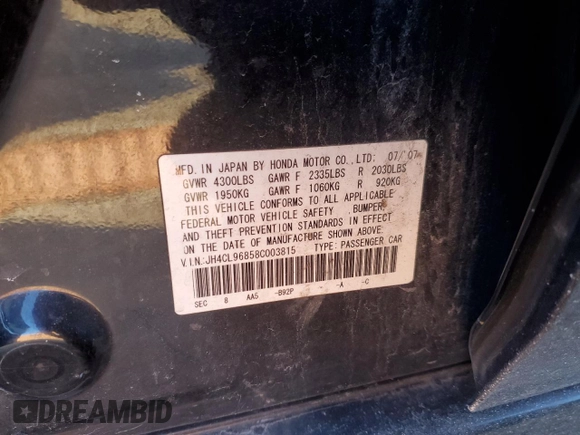 MFD. IN JAPAN BY HONDA MOTOR CO.,LTD: 07/'07
GVWR 4300LBS GAWR F 2335LBS R 2030LBS
GVWR 1950KG GAWR F 1060KG R 920KG
THIS VEHICLE CONFORMS TO ALL APPLICABLE
FEDERAL MOTOR VEHICLE SAFETY ,BUMPER,
AND THEFT PREVENTION STANDARDS IN EFFECT
ON THE DATE OF MANUFACTURE SHOWN ABOVE.
V.I.N.:JH4CL96858C003815 TYPE: PASSENGER CAR
SEC 8 AA5 -B92P - -A -C
DREAMBID